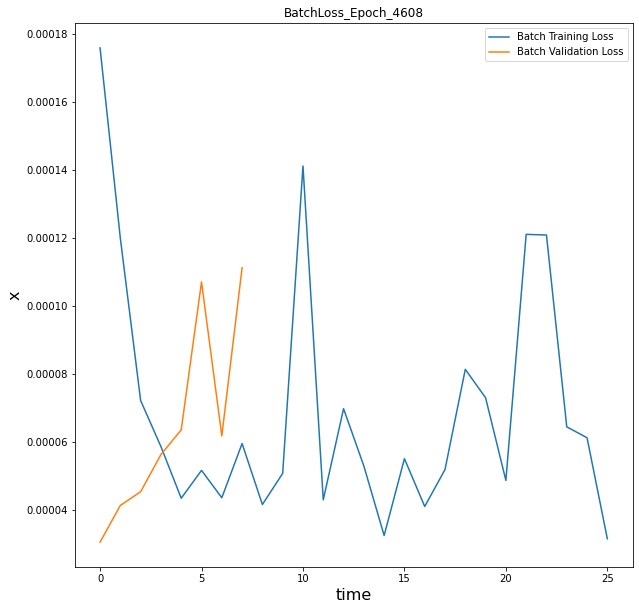 BatchLoss_Epoch_4608
Batch Training Loss
Batch Validation Loss
0.00018
0.00016
0.00014
0.00012
0.00010
0.00008
0.00006
0.00004
x
0 5 10 15 20 25
time